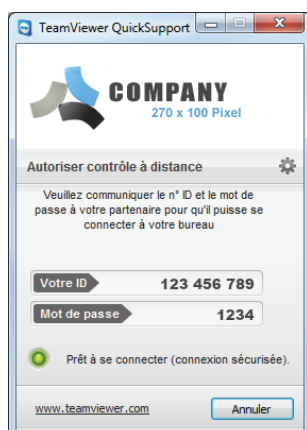 TeamViewer QuickSupport
COMPANY
270 x 100 Pixel
Autoriser contrôle à distance
Veuillez communiquer le n° ID et le mot de
passe à votre partenaire pour qu'il puisse se
connecter à votre bureau
Votre ID 123 456 789
Mot de passe 1234
Prêt à se connecter (connexion sécurisée).
www.teamviewer.com Annuler